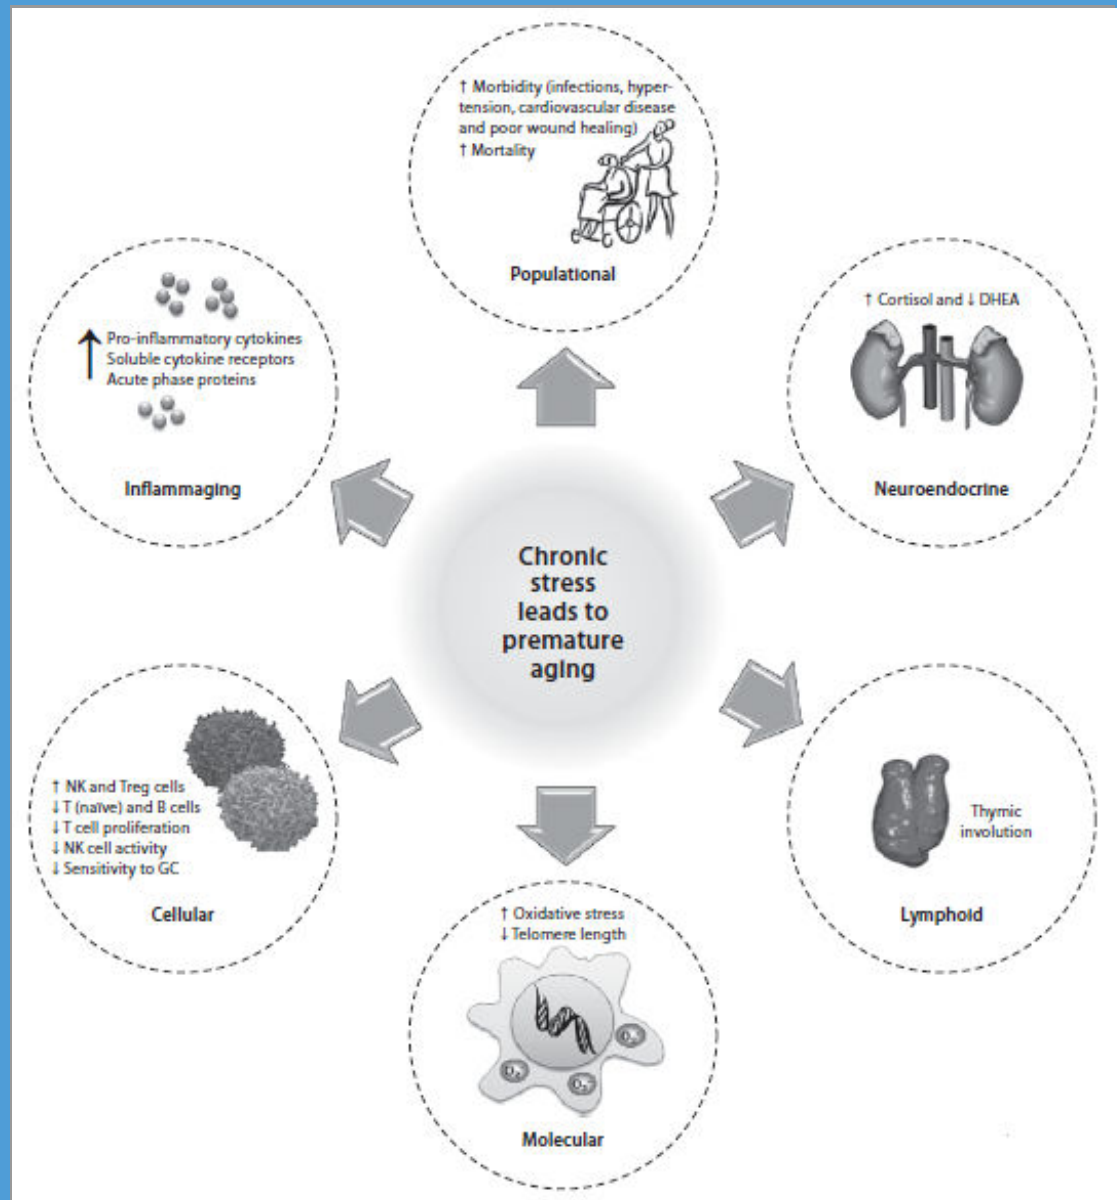 ↑ Morbidity (infections, hyper-
tension, cardiovascular disease
and poor wound healing)
↑ Mortality
Populational
↑ Cortisol and ↓ DHEA
Neuroendocrine
↑ Pro-inflammatory cytokines
Soluble cytokine receptors
Acute phase proteins
Inflammaging
Chronic
stress
leads to
premature
aging
↑ NK and Treg cells
↓ T (naïve) and B cells
↓ T cell proliferation
↓ NK cell activity
↓ Sensitivity to GC
Cellular
Thymic
involution
Lymphoid
↑ Oxidative stress
↓ Telomere length
Molecular